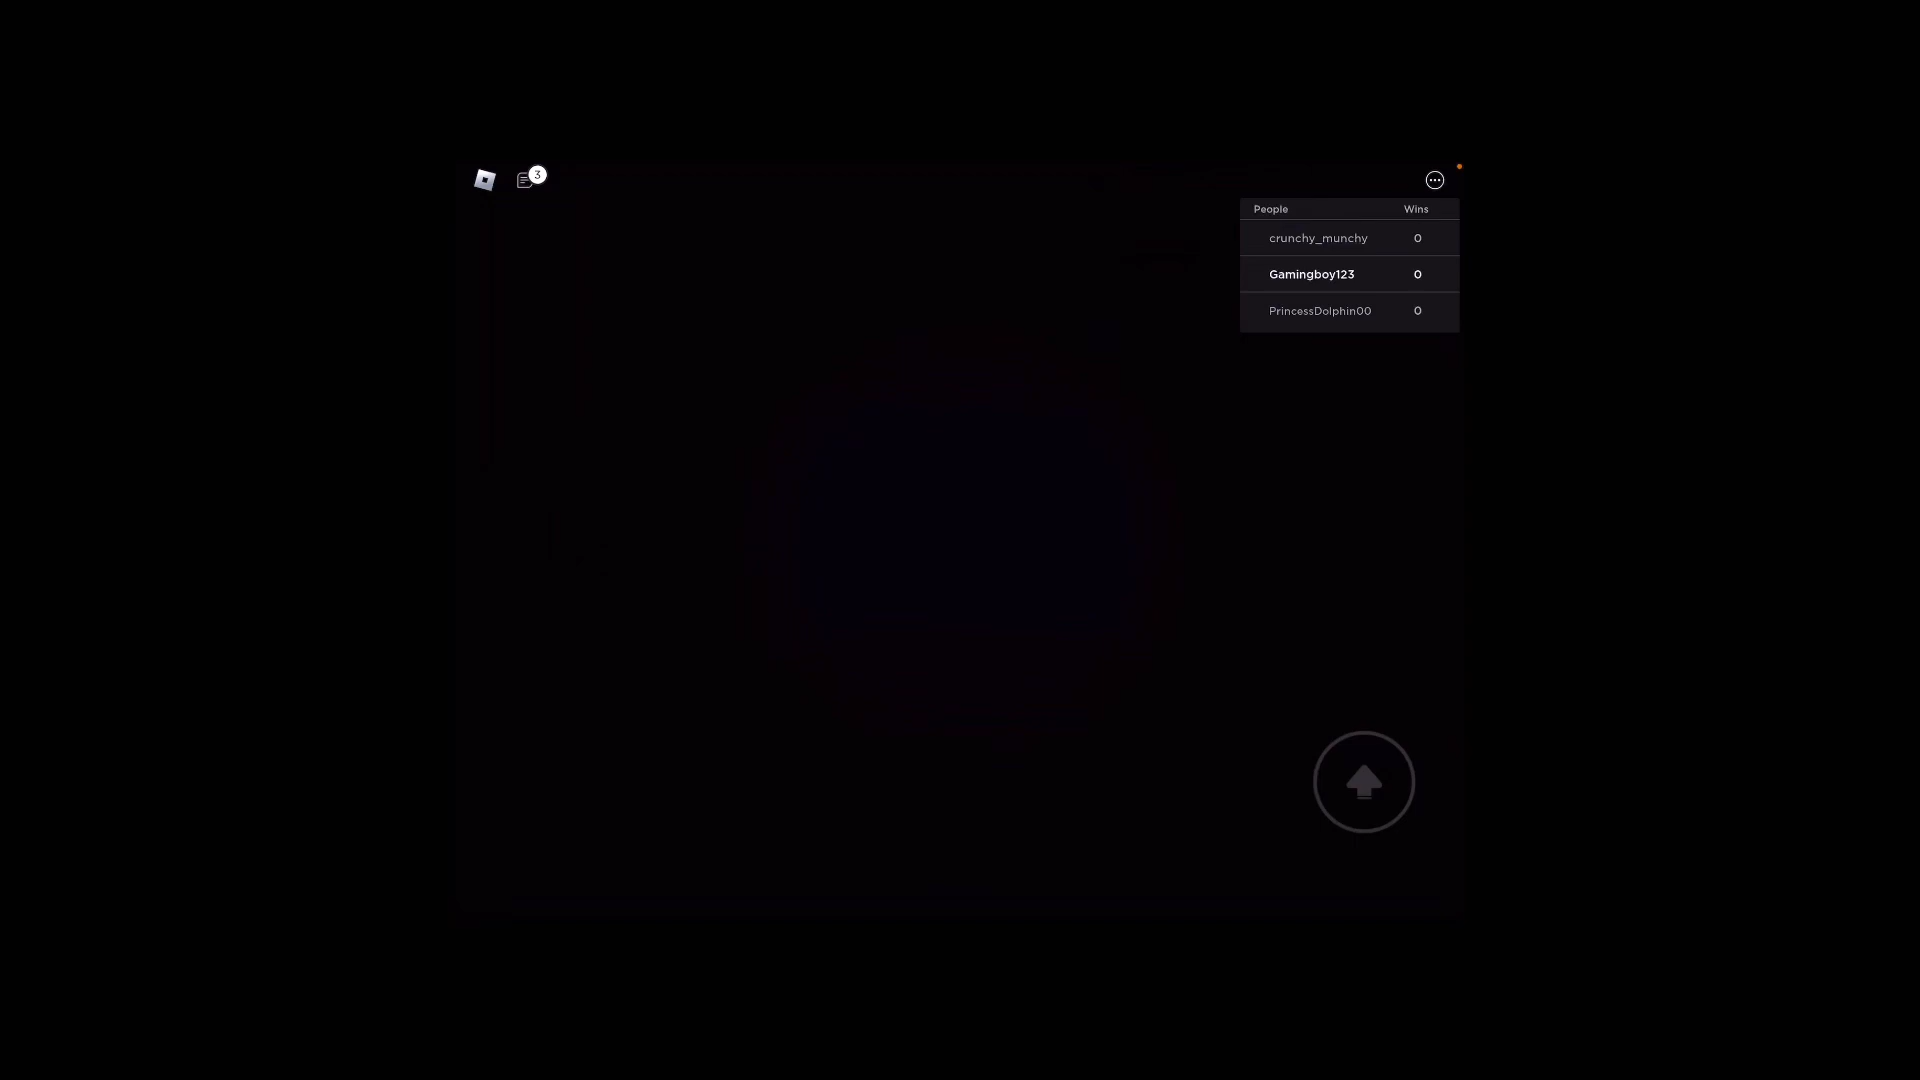 3
People Wins
crunchy_munchy 0
Gamingboy123 0
PrincessDolphin00 0